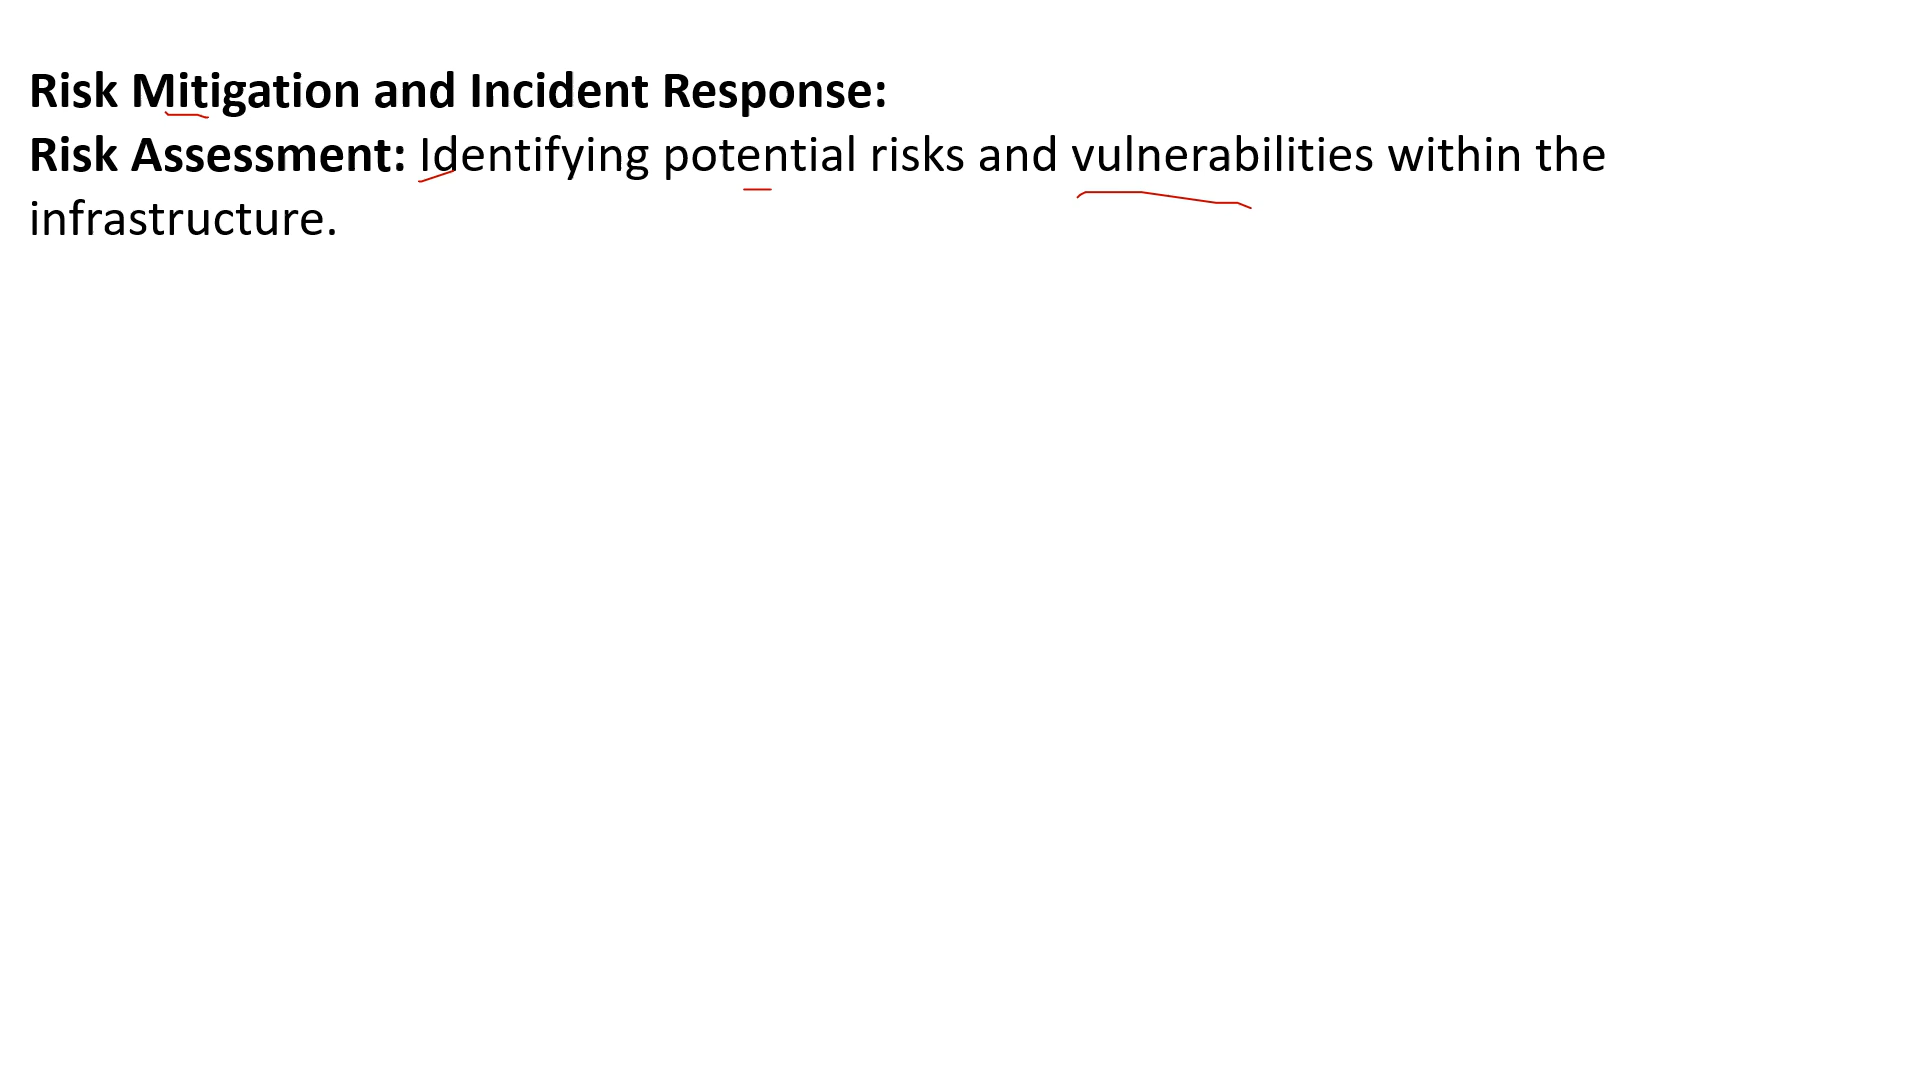 Risk Mitigation and Incident Response:
Risk Assessment: Identifying potential risks and vulnerabilities within the
infrastructure.